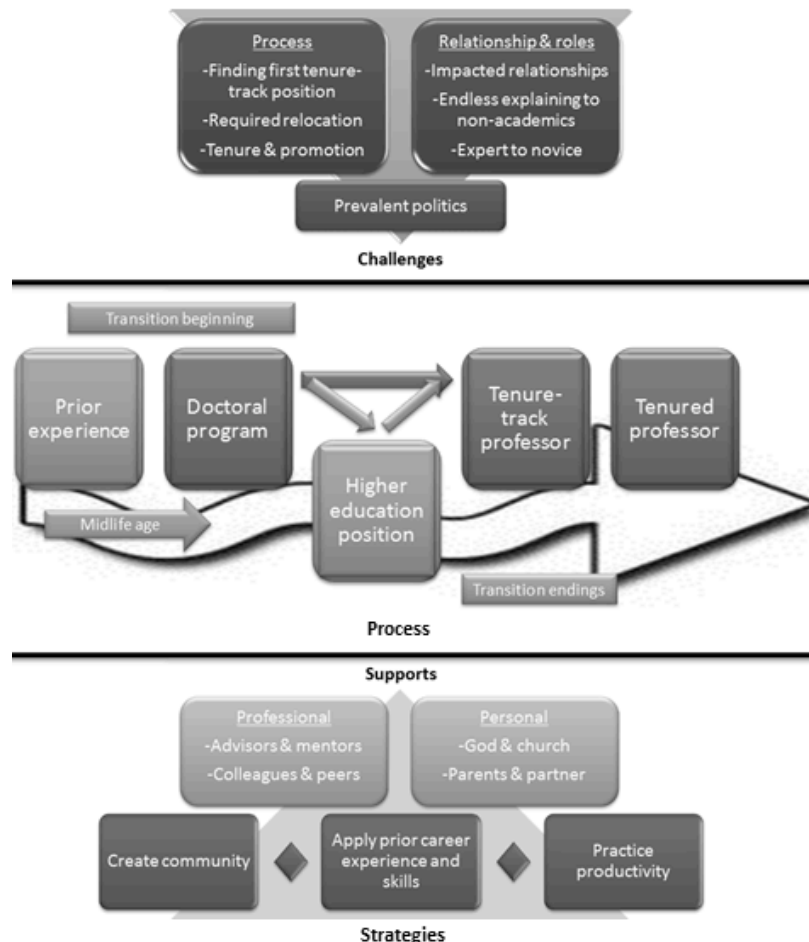 Process
-Finding first tenure-
track position
-Required relocation
-Tenure & promotion
Relationship & roles
-Impacted relationships
-Endless explaining to
non-academics
-Expert to novice
Prevalent politics
Challenges
Transition beginning
Prior
experience
Doctoral
program
Tenure-
track
professor
Tenured
professor
Higher
education
position
Midlife age
Transition endings
Process
Supports
Professional
-Advisors & mentors
-Colleagues & peers
Personal
-God & church
-Parents & partner
Create community
Apply prior career
experience and
skills
Practice
productivity
Strategies